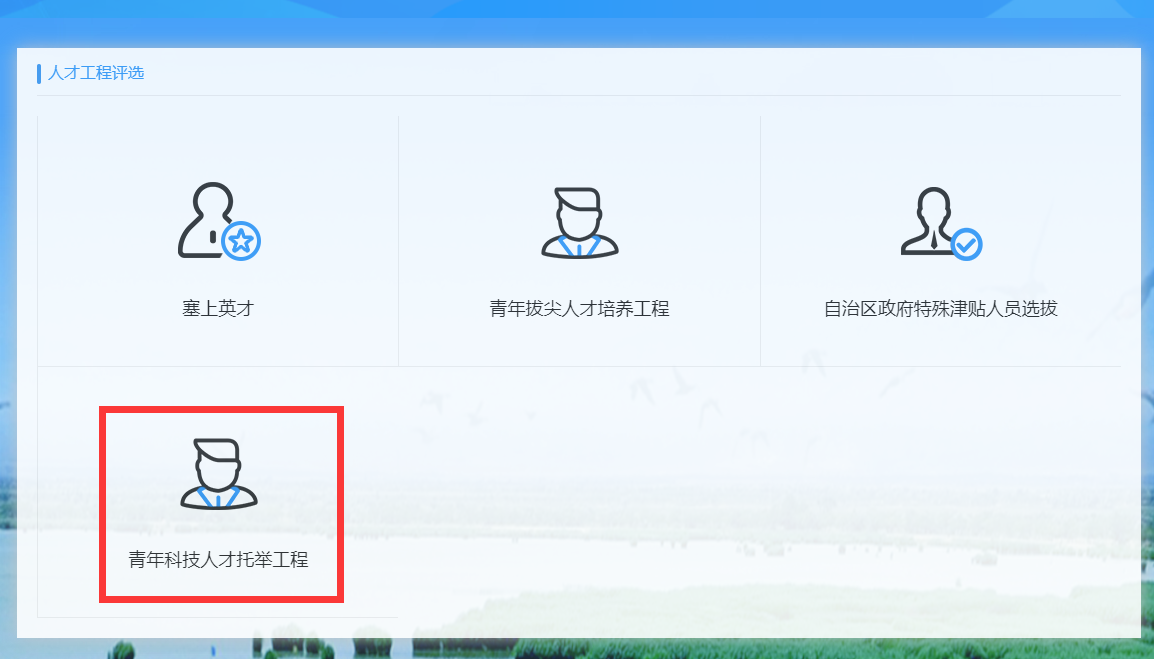 人才工程评选
塞上英才
青年拔尖人才培养工程
自治区政府特殊津贴人员选拔
青年科技人才托举工程